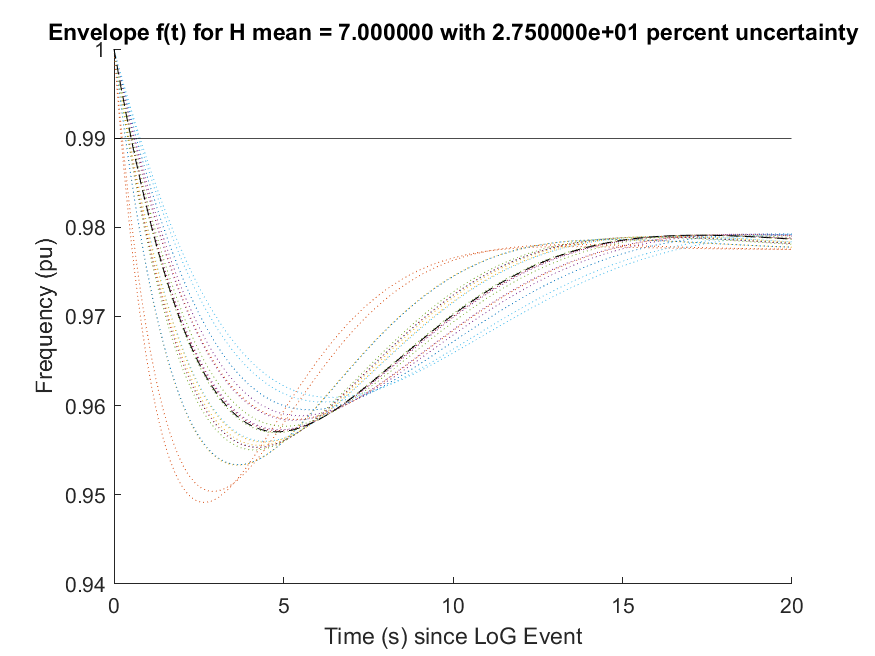 Envelope f(t) for H mean = 7.000000 with 2.750000e+01 percent uncertainty
1
0.99
0.98
0.97
0.96
0.95
0.94
Frequency (pu)
0 5 10 15 20
Time (s) since LoG Event